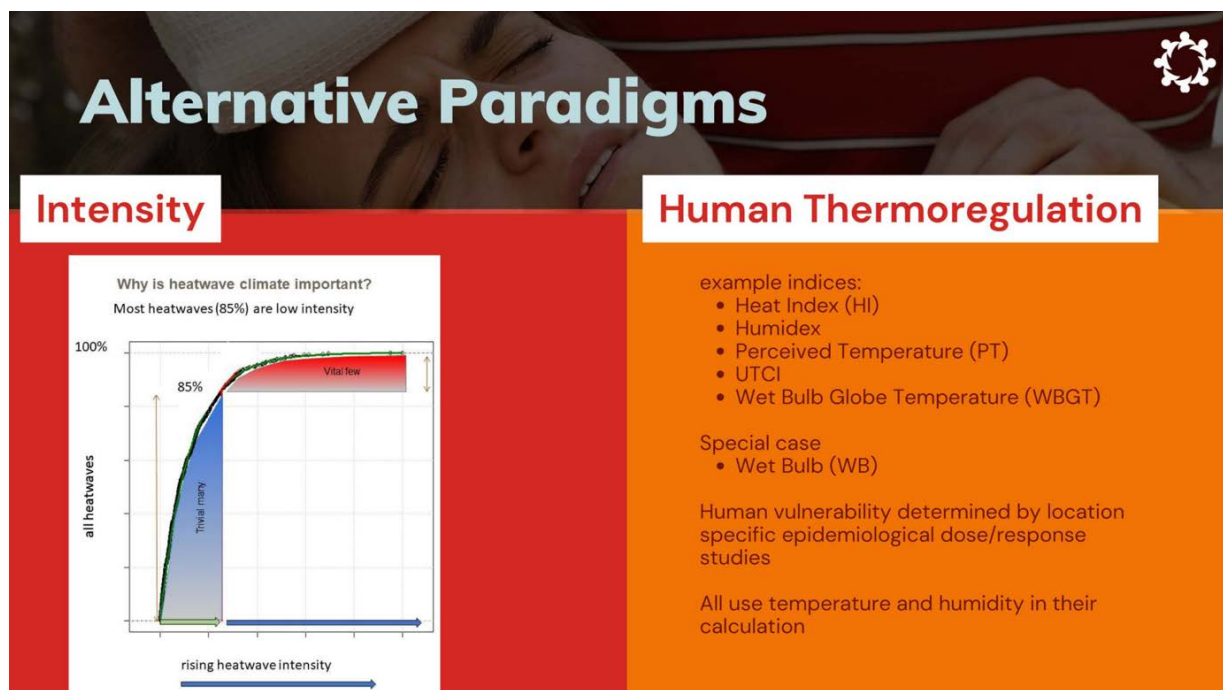 Alternative Paradigms
Intensity
Why is heatwave climate important?
Most heatwaves (85%) are low intensity
100%
85%
Vital few
Trivial many
all heatwaves
rising heatwave intensity
Human Thermoregulation
example indices:
• Heat Index (HI)
• Humidex
• Perceived Temperature (PT)
• UTCI
• Wet Bulb Globe Temperature (WBGT)
Special case
• Wet Bulb (WB)
Human vulnerability determined by location
specific epidemiological dose/response
studies
All use temperature and humidity in their
calculation